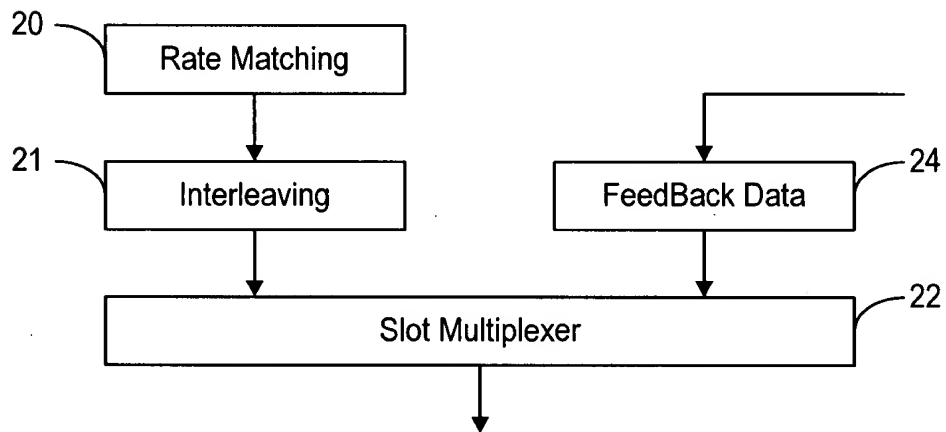 20
Rate Matching
21
Interleaving
FeedBack Data
24
Slot Multiplexer
22